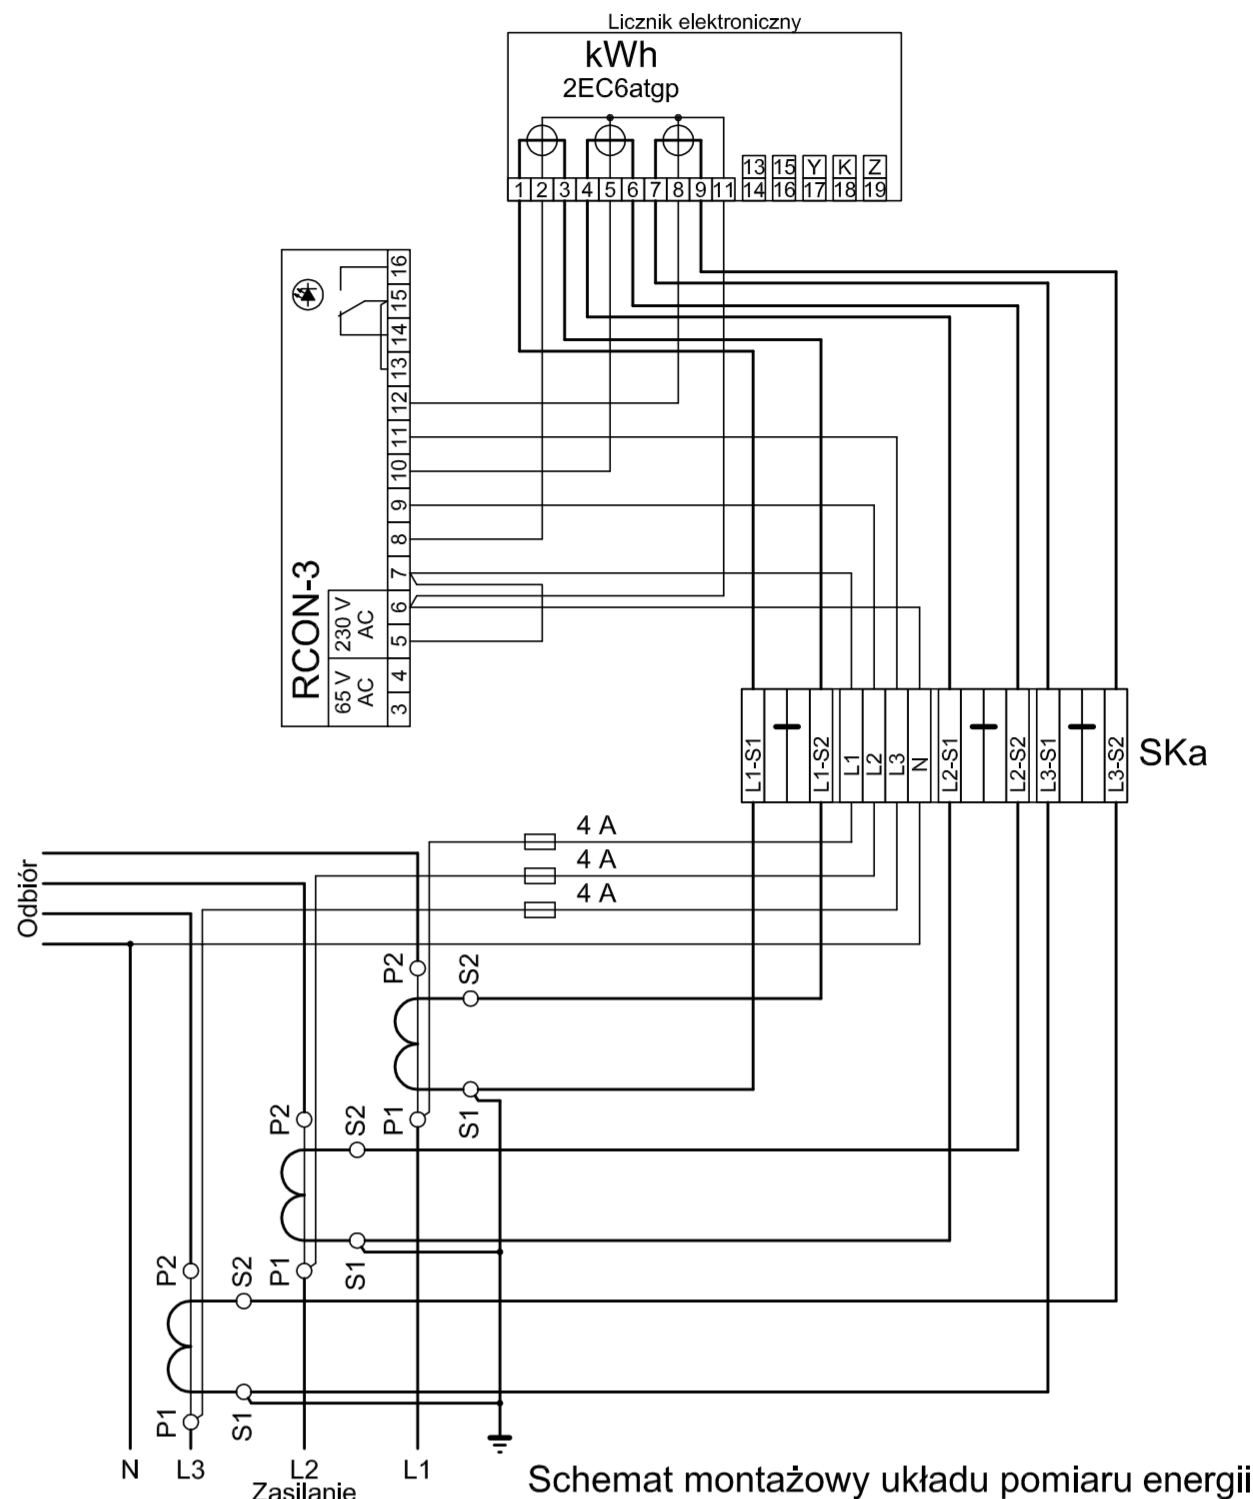 Licznik elektroniczny
kWh
2EC6atgp
13 15 Y K Z
1 2 3 4 5 6 7 8 9 11 14 16 17 18 19
16
15
14
13
12
11
10
9
8
7
6
5
4
3
RCON-3
230 V
AC
65 V
AC
L1-S1 L1-S2 L1 L2 L3 N L2-S1 L2-S2 L3-S1 L3-S2
SKa
4 A
4 A
4 A
Odbiór
P2 S2
P1 S1
P2 S2
P1 S1
P2 S2
P1 S1
N L3 L2 L1
Zasilanie
Schemat montażowy układu pomiaru energii